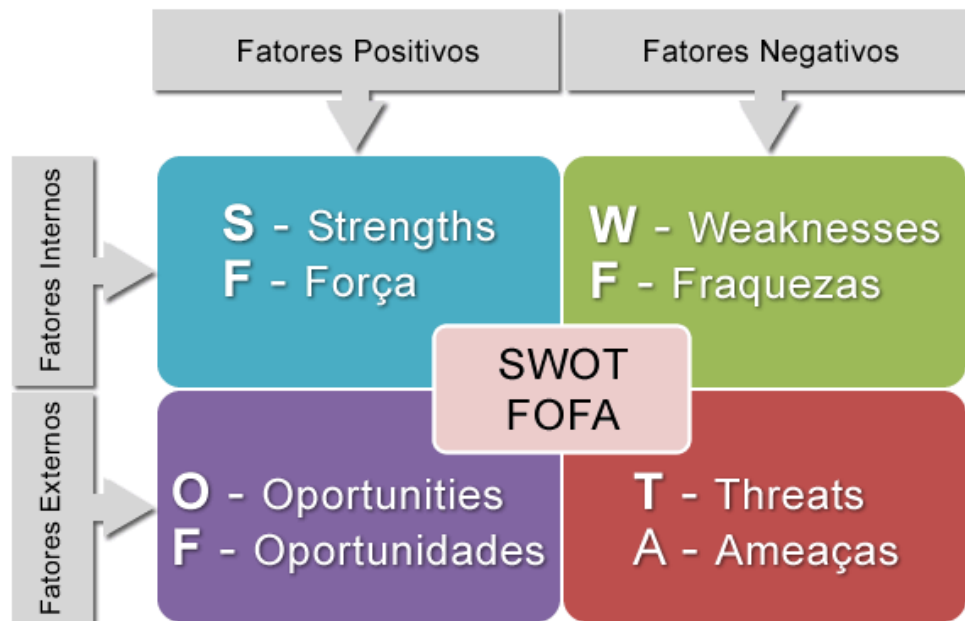 Fatores Positivos
Fatores Negativos
Fatores Internos
S - Strengths
F - Força
W - Weaknesses
F - Fraquezas
SWOT
FOFA
Fatores Externos
O - Oportunities
F - Oportunidades
T - Threats
A - Ameaças